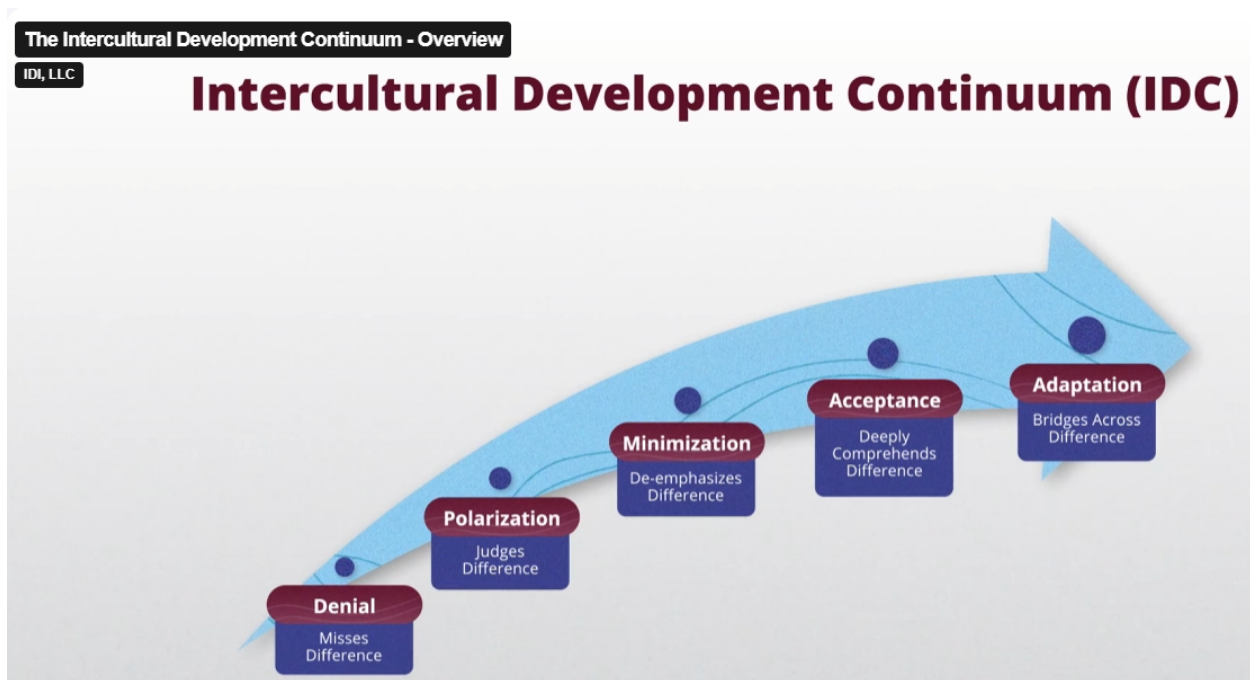 The Intercultural Development Continuum - Overview
IDI, LLC
Intercultural Development Continuum (IDC)
Denial
Misses
Difference
Polarization
Judges
Difference
Minimization
De-emphasizes
Difference
Acceptance
Deeply
Comprehends
Difference
Adaptation
Bridges Across
Difference